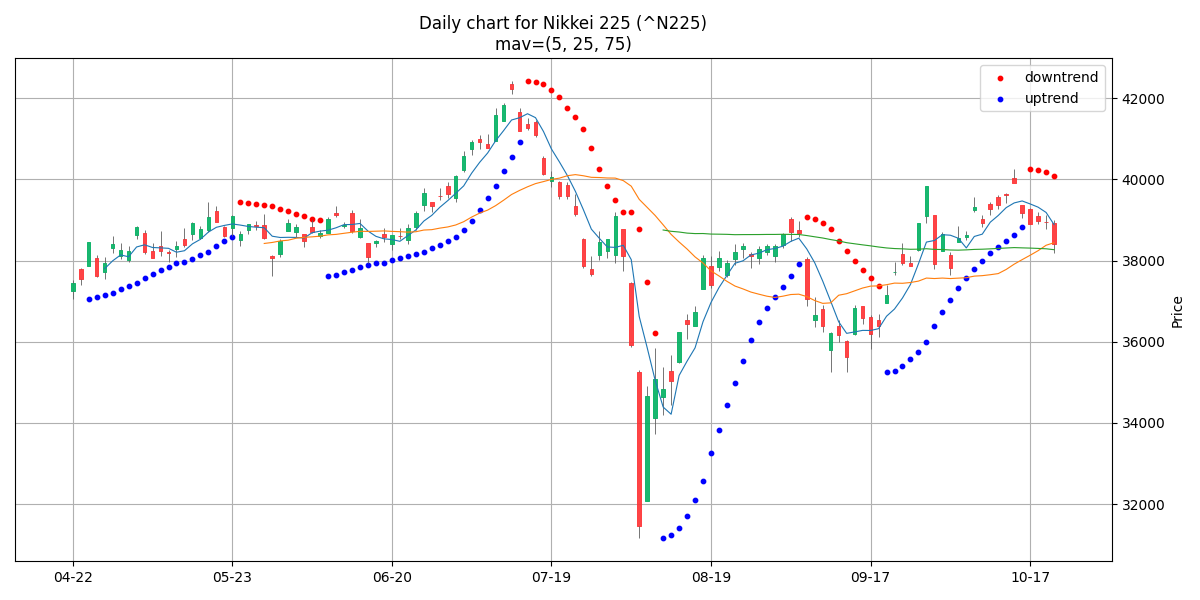 Daily chart for Nikkei 225 (^N225)
mav=(5, 25, 75)
downtrend
uptrend
42000
40000
38000
36000
34000
32000
Price
04-22
05-23
06-20
07-19
08-19
09-17
10-17